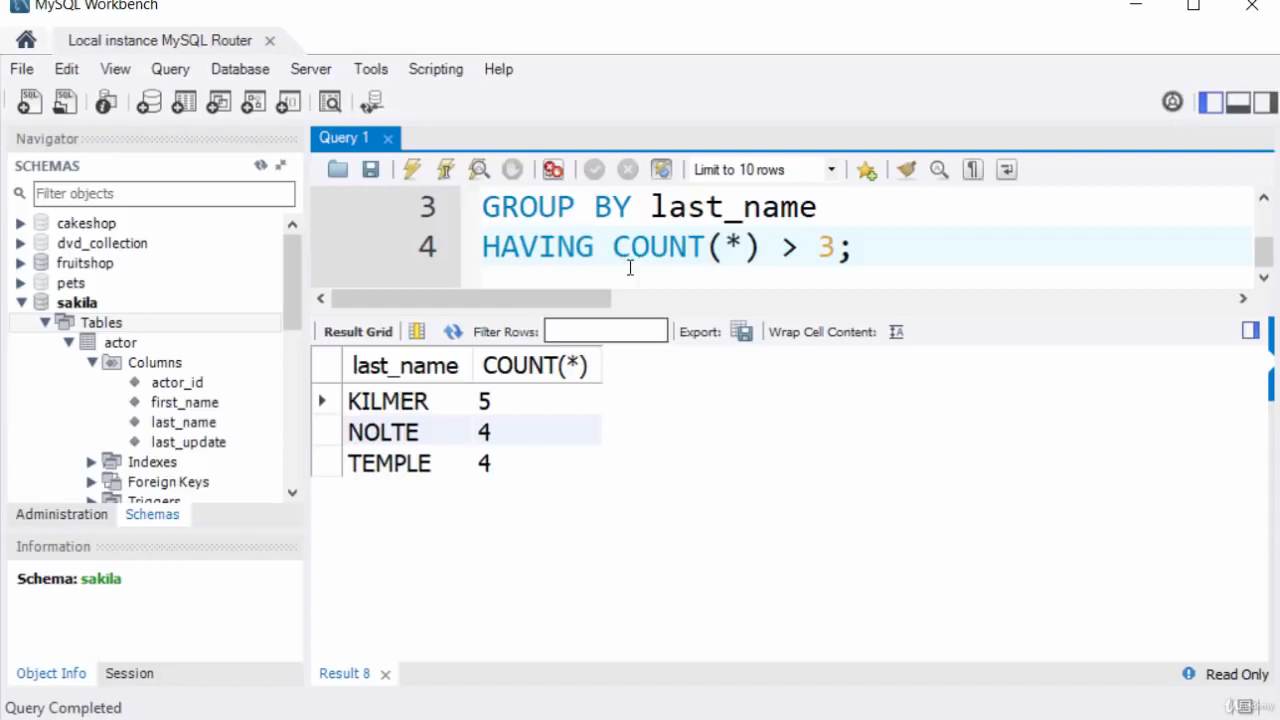 MySQL Workbench
Local instance MySQL Router
File Edit View Query Database Server Tools Scripting Help
Navigator
SCHEMAS
Filter objects
cakeshop
dvd_collection
fruitshop
pets
sakila
Tables
actor
Columns
actor_id
first_name
last_name
last_update
Indexes
Foreign Keys
Triggers
Administration Schemas
Information
Schema: sakila
Object Info Session
Query Completed
Query 1
Limit to 10 rows
3 GROUP BY last_name
4 HAVING COUNT(*) > 3;
Result Grid Filter Rows: Export: Wrap Cell Content:
last_name COUNT(*)
KILMER 5
NOLTE 4
TEMPLE 4
Result 8
Read Only